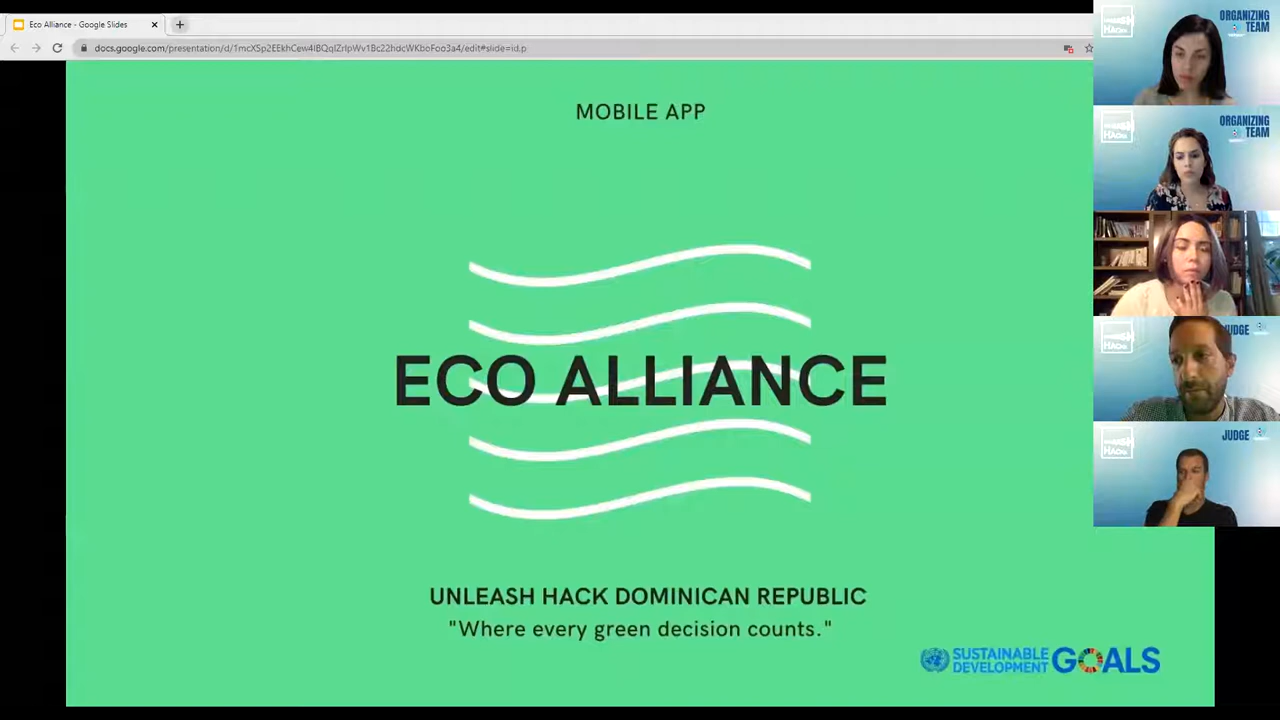 Eco Alliance - Google Slides
MOBILE APP
ECO ALLIANCE
UNLEASH HACK DOMINICAN REPUBLIC
"Where every green decision counts."
SUSTAINABLE
DEVELOPMENT
GOALS
ORGANIZING
TEAM
ORGANIZING
TEAM
JUDGE